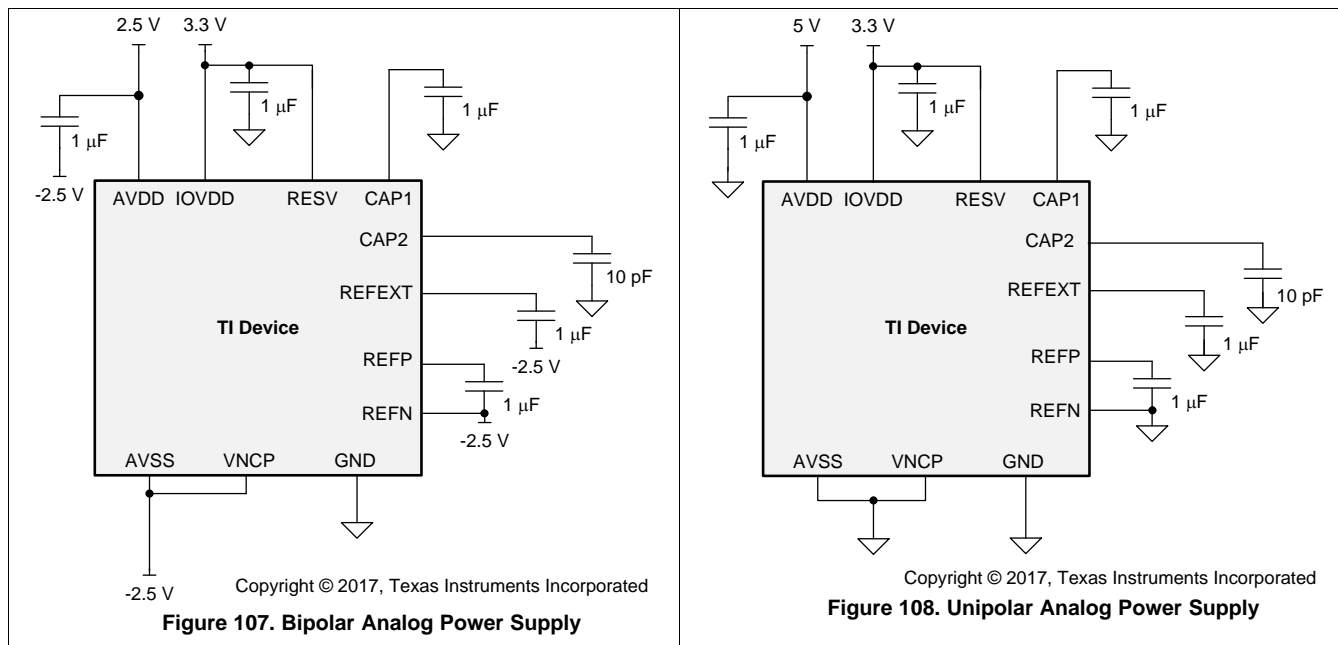 2.5 V
3.3 V
1 μF
1 μF
1 μF
-2.5 V
AVDD
IOVDD
RESV
CAP1
CAP2
10 pF
REFEXT
TI Device
1 μF
-2.5 V
REFP
1 μF
REFN
-2.5 V
AVSS
VNCP
GND
-2.5 V
Copyright © 2017, Texas Instruments Incorporated
Figure 107. Bipolar Analog Power Supply
5 V
3.3 V
1 μF
1 μF
1 μF
AVDD
IOVDD
RESV
CAP1
CAP2
10 pF
REFEXT
TI Device
1 μF
REFP
1 μF
REFN
AVSS
VNCP
GND
Copyright © 2017, Texas Instruments Incorporated
Figure 108. Unipolar Analog Power Supply